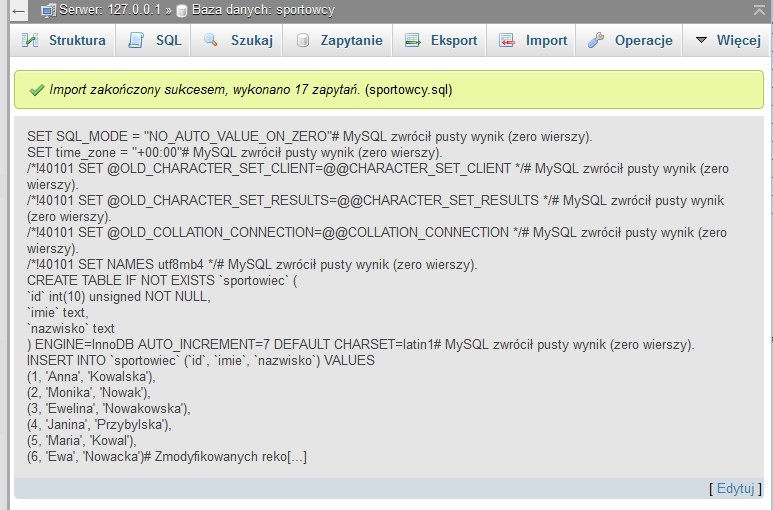 ← Serwer: 127.0.0.1 » Baza danych: sportowcy
Struktura SQL Szukaj Zapytanie Eksport Import Operacje Więcej
Import zakończony sukcesem, wykonano 17 zapytań. (sportowcy.sql)
SET SQL_MODE = "NO_AUTO_VALUE_ON_ZERO"# MySQL zwrócił pusty wynik (zero wierszy).
SET time_zone = "+00:00"# MySQL zwrócił pusty wynik (zero wierszy).
/*!40101 SET @OLD_CHARACTER_SET_CLIENT=@@CHARACTER_SET_CLIENT */# MySQL zwrócił pusty wynik (zero
wierszy).
/*!40101 SET @OLD_CHARACTER_SET_RESULTS=@@CHARACTER_SET_RESULTS */# MySQL zwrócił pusty wynik
(zero wierszy).
/*!40101 SET @OLD_COLLATION_CONNECTION=@@COLLATION_CONNECTION */# MySQL zwrócił pusty wynik (zero
wierszy).
/*!40101 SET NAMES utf8mb4 */# MySQL zwrócił pusty wynik (zero wierszy).
CREATE TABLE IF NOT EXISTS `sportowiec` (
`id` int(10) unsigned NOT NULL,
`imie` text,
`nazwisko` text
) ENGINE=InnoDB AUTO_INCREMENT=7 DEFAULT CHARSET=latin1# MySQL zwrócił pusty wynik (zero wierszy).
INSERT INTO `sportowiec` (`id`, `imie`, `nazwisko`) VALUES
(1, 'Anna', 'Kowalska'),
(2, 'Monika', 'Nowak'),
(3, 'Ewelina', 'Nowakowska'),
(4, 'Janina', 'Przybylska'),
(5, 'Maria', 'Kowal'),
(6, 'Ewa', 'Nowacka')# Zmodyfikowanych reko[...]
[ Edytuj ]